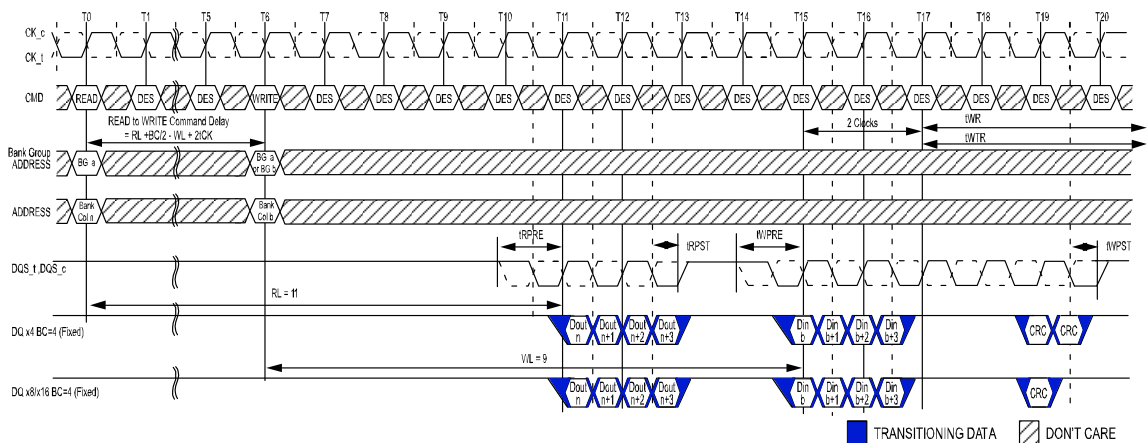 T0 T1 T5 T6 T7 T8 T9 T10 T11 T12 T13 T14 T15 T16 T17 T18 T19 T20
CK_c
CK_t
CMD READ DES DES WRITE DES DES DES DES DES DES DES DES DES DES DES DES DES DES
READ to WRITE Command Delay
= RL +BC/2 - WL + 2tCK
2 Clocks
tWR
tWTR
Bank Group
ADDRESS
BG a
BG a
or BG b
ADDRESS
Bank
Col n
Bank
Col b
tRPRE
tRPST
tWPRE
tWPST
DQS_t,DQS_c
RL = 11
DQ x4 BC=4 (Fixed)
Dout
n
Dout
n+1
Dout
n+2
Dout
n+3
Din
b
Din
b+1
Din
b+2
Din
b+3
CRC
CRC
WL = 9
DQ x8/x16 BC=4 (Fixed)
Dout
n
Dout
n+1
Dout
n+2
Dout
n+3
Din
b
Din
b+1
Din
b+2
Din
b+3
CRC
TRANSITIONING DATA
DON'T CARE